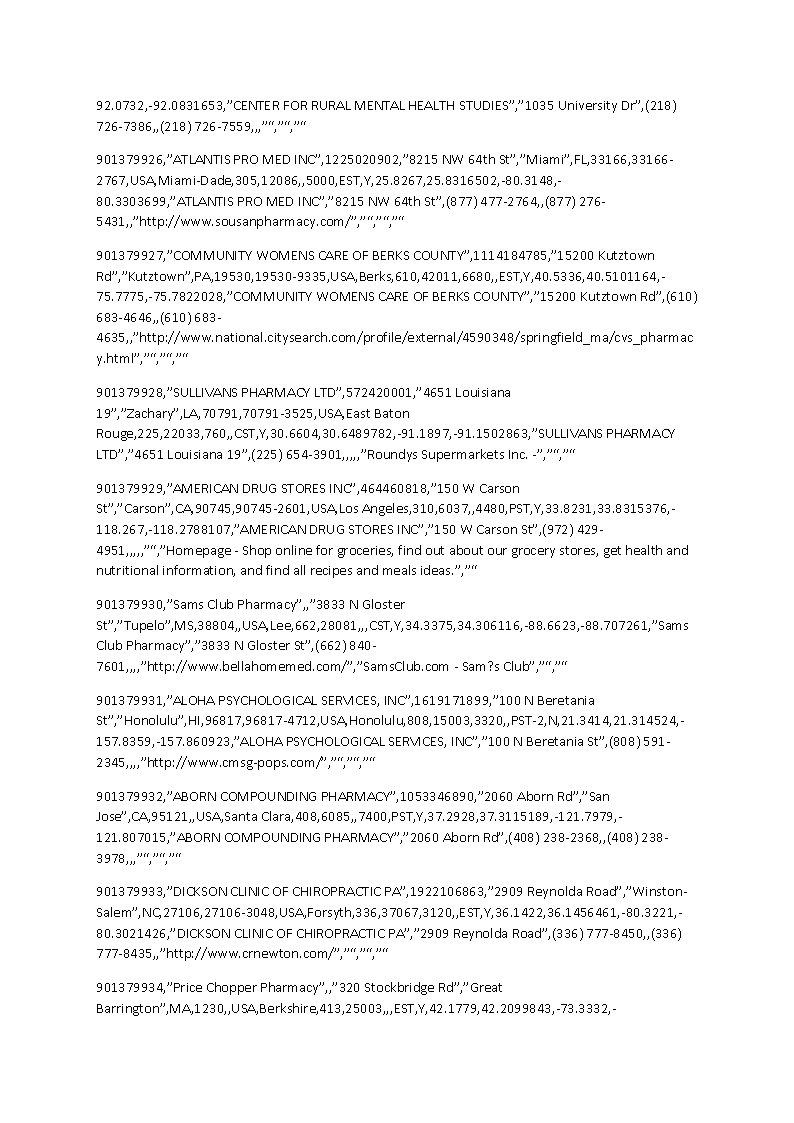 92.0732,-92.0831653,”CENTER FOR RURAL MENTAL HEALTH STUDIES”,”1035 University Dr”,(218)
726-7386,,(218) 726-7559,,,”“,”“,”“
901379926,”ATLANTIS PRO MED INC”,1225020902,”8215 NW 64th St”,”Miami”,FL,33166,33166-
2767,USA,Miami-Dade,305,12086,,5000,EST,Y,25.8267,25.8316502,-80.3148,-
80.3303699,”ATLANTIS PRO MED INC”,”8215 NW 64th St”,(877) 477-2764,,(877) 276-
5431,,”http://www.sousanpharmacy.com/”,”“,”“,”“
901379927,”COMMUNITY WOMENS CARE OF BERKS COUNTY”,1114184785,”15200 Kutztown
Rd”,”Kutztown”,PA,19530,19530-9335,USA,Berks,610,42011,6680,,EST,Y,40.5336,40.5101164,-
75.7775,-75.7822028,”COMMUNITY WOMENS CARE OF BERKS COUNTY”,”15200 Kutztown Rd”,(610)
683-4646,,(610) 683-
4635,,”http://www.national.citysearch.com/profile/external/4590348/springfield_ma/cvs_pharmac
y.html”,”“,”“,”“
901379928,”SULLIVANS PHARMACY LTD”,572420001,”4651 Louisiana
19”,”Zachary”,LA,70791,70791-3525,USA,East Baton
Rouge,225,22033,760,,CST,Y,30.6604,30.6489782,-91.1897,-91.1502863,”SULLIVANS PHARMACY
LTD”,”4651 Louisiana 19”,(225) 654-3901,,,,,”Roundys Supermarkets Inc. -”,”“,”“
901379929,”AMERICAN DRUG STORES INC”,464460818,”150 W Carson
St”,”Carson”,CA,90745,90745-2601,USA,Los Angeles,310,6037,,4480,PST,Y,33.8231,33.8315376,-
118.267,-118.2788107,”AMERICAN DRUG STORES INC”,”150 W Carson St”,(972) 429-
4951,,,,,”“,”Homepage - Shop online for groceries, find out about our grocery stores, get health and
nutritional information, and find all recipes and meals ideas.”,”“
901379930,”Sams Club Pharmacy”,,”3833 N Gloster
St”,”Tupelo”,MS,38804,,USA,Lee,662,28081,,,CST,Y,34.3375,34.306116,-88.6623,-88.707261,”Sams
Club Pharmacy”,”3833 N Gloster St”,(662) 840-
7601,,,,”http://www.bellahomemed.com/”,”SamsClub.com - Sam?s Club”,”“,”“
901379931,”ALOHA PSYCHOLOGICAL SERVICES, INC”,1619171899,”100 N Beretania
St”,”Honolulu”,HI,96817,96817-4712,USA,Honolulu,808,15003,3320,,PST-2,N,21.3414,21.314524,-
157.8359,-157.860923,”ALOHA PSYCHOLOGICAL SERVICES, INC”,”100 N Beretania St”,(808) 591-
2345,,,,”http://www.cmsg-pops.com/”,”“,”“,”“
901379932,”ABORN COMPOUNDING PHARMACY”,1053346890,”2060 Aborn Rd”,”San
Jose”,CA,95121,,USA,Santa Clara,408,6085,,7400,PST,Y,37.2928,37.3115189,-121.7979,-
121.807015,”ABORN COMPOUNDING PHARMACY”,”2060 Aborn Rd”,(408) 238-2368,,(408) 238-
3978,,,”“,”“,”“
901379933,”DICKSON CLINIC OF CHIROPRACTIC PA”,1922106863,”2909 Reynolda Road”,”Winston-
Salem”,NC,27106,27106-3048,USA,Forsyth,336,37067,3120,,EST,Y,36.1422,36.1456461,-80.3221,-
80.3021426,”DICKSON CLINIC OF CHIROPRACTIC PA”,”2909 Reynolda Road”,(336) 777-8450,,(336)
777-8435,,”http://www.crnewton.com/”,”“,”“,”“
901379934,”Price Chopper Pharmacy”,,”320 Stockbridge Rd”,”Great
Barrington”,MA,1230,,USA,Berkshire,413,25003,,,EST,Y,42.1779,42.2099843,-73.3332,-